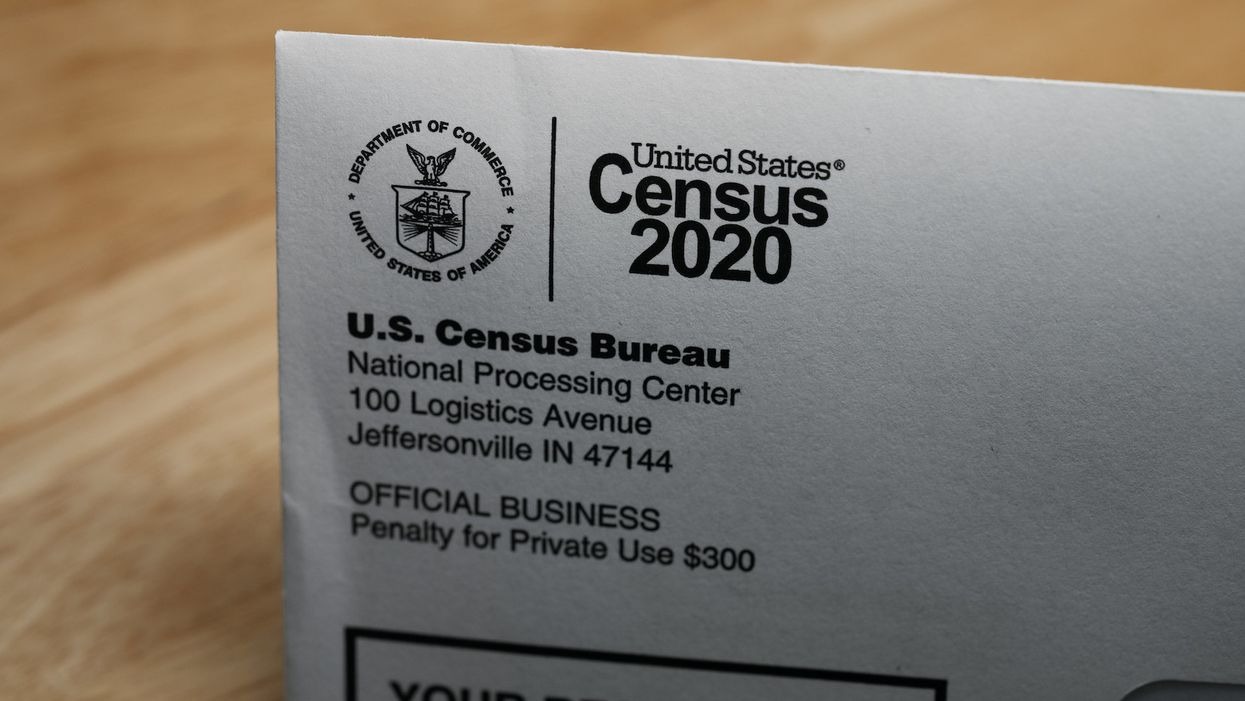 DEPARTMENT OF COMMERCE
UNITED STATES OF AMERICA
United States®
Census
2020
U.S. Census Bureau
National Processing Center
100 Logistics Avenue
Jeffersonville IN 47144
OFFICIAL BUSINESS
Penalty for Private Use $300
YOUR